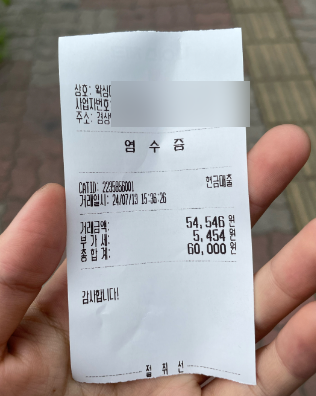 상호: 왁싱
사업자번호:
주소: 경상
영 수 증
CATID: 2235856001 현금매출
거래일시: 24/07/13 15:36:26
거래금액: 54,546 원
부 가 세: 5,454 원
총 합 계: 60,000 원
감사합니다!
절 취 선